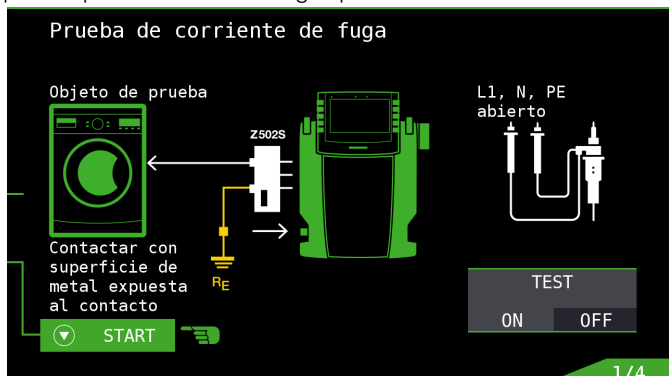 Prueba de corriente de fuga
Objeto de prueba
L1, N, PE
abierto
Z502S
Contactar con
superficie de
metal expuesta
al contacto
RE
TEST
ON OFF
START
1/4